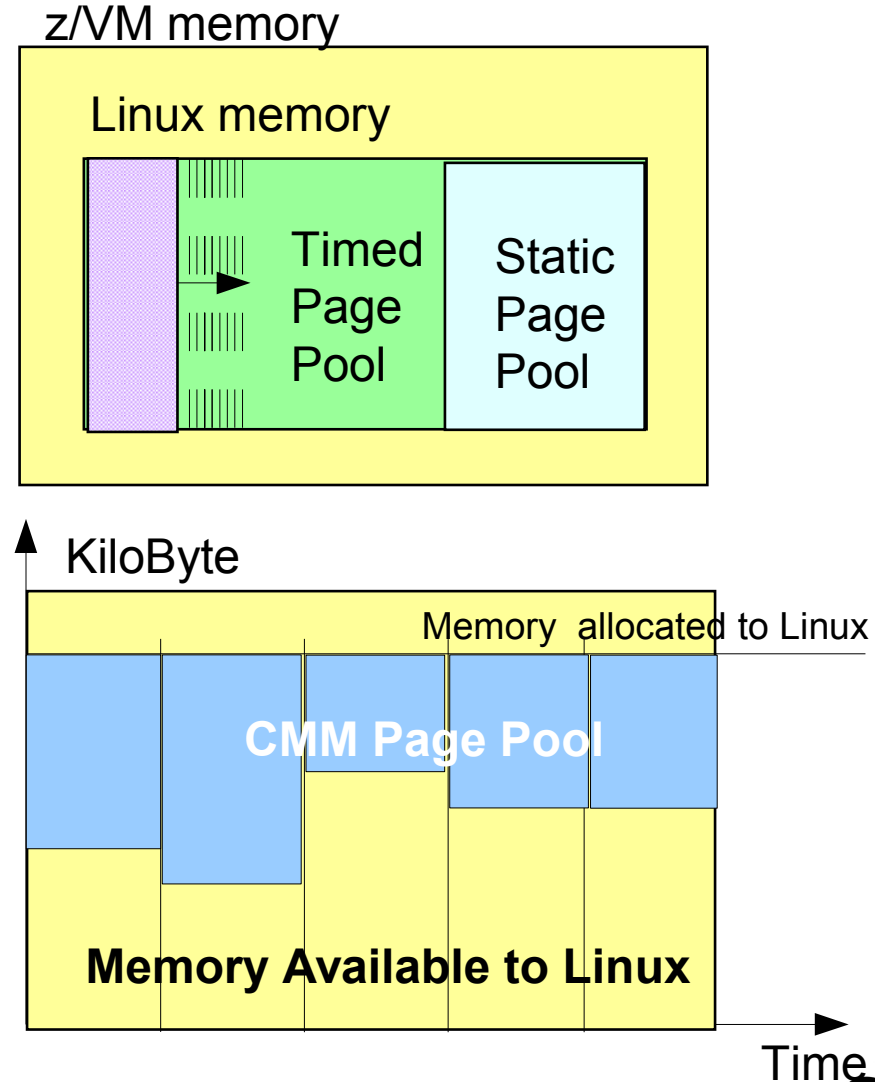 z/VM memory
Linux memory
Timed
Page
Pool
Static
Page
Pool
KiloByte
Memory allocated to Linux
CMM Page Pool
Memory Available to Linux
Time